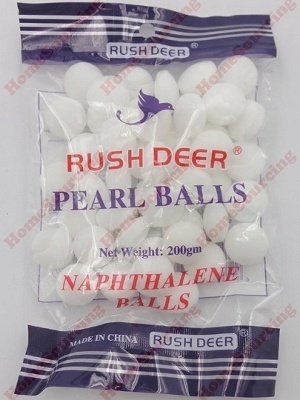 RUSH DEER®
RUSH DEER®
PEARL BALLS
Net Weight: 200gm
NAPHTHALENE
BALLS
MADE IN CHINA RUSH DEER®